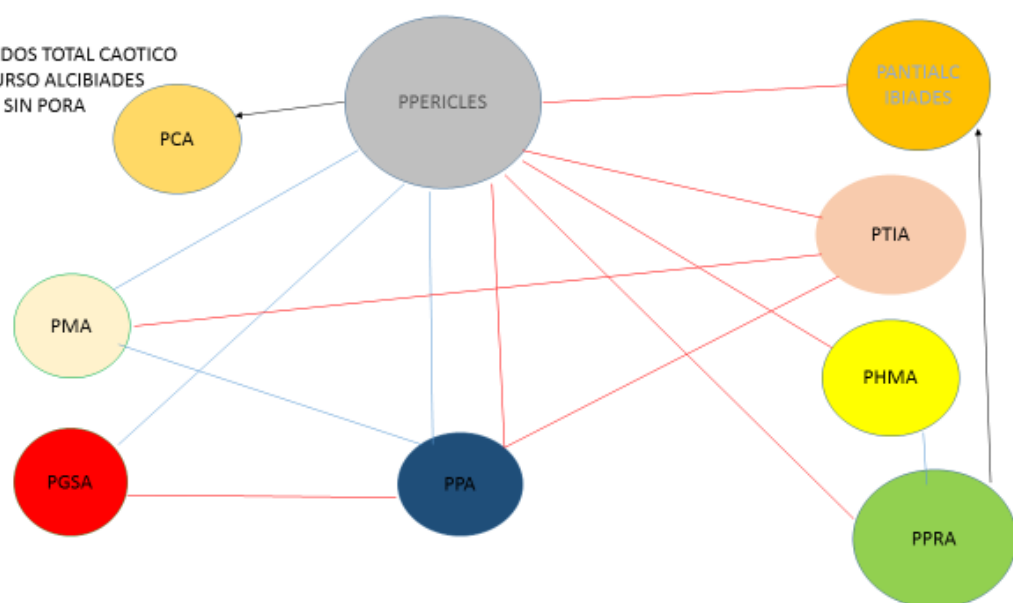 DOS TOTAL CAOTICO
URSO ALCIBIADES
SIN PORA
PPERICLES
PANTIALC
IBIADES
PCA
PTIA
PMA
PHMA
PGSA
PPA
PPRA